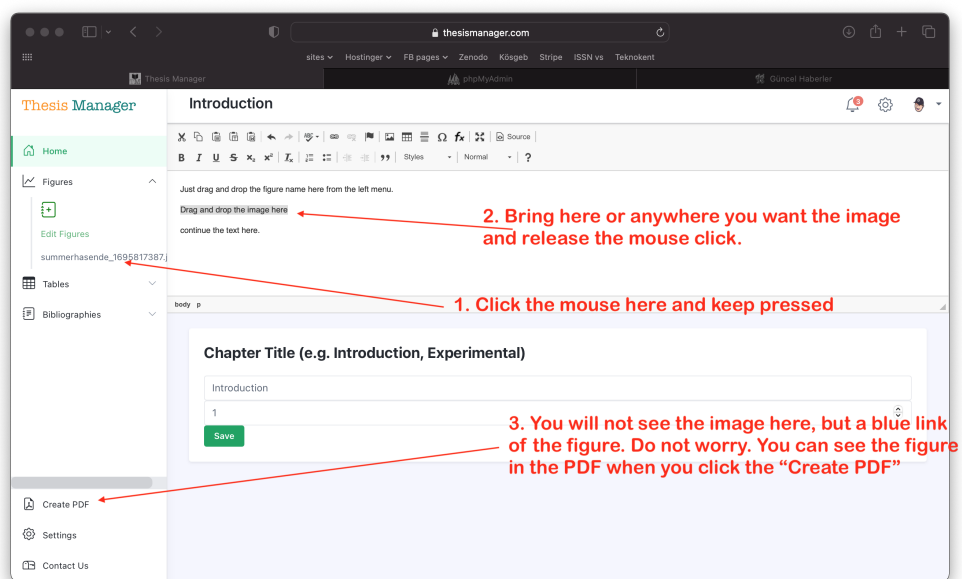 thesismanager.com
sites Hostinger FB pages Zenodo Kösgeb Stripe ISSN vs Teknokent
Thesis Manager
phpMyAdmin
Güncel Haberler
Thesis Manager
Introduction
3
Home
Source
B I U S x₂ x² Iₓ Styles Normal ?
Figures
Just drag and drop the figure name here from the left menu.
Drag and drop the image here
continue the text here.
2. Bring here or anywhere you want the image
and release the mouse click.
Edit Figures
summerhasende_1695817387.j
Tables
body p
1. Click the mouse here and keep pressed
Bibliographies
Chapter Title (e.g. Introduction, Experimental)
Introduction
1
Save
3. You will not see the image here, but a blue link
of the figure. Do not worry. You can see the figure
in the PDF when you click the “Create PDF”
Create PDF
Settings
Contact Us